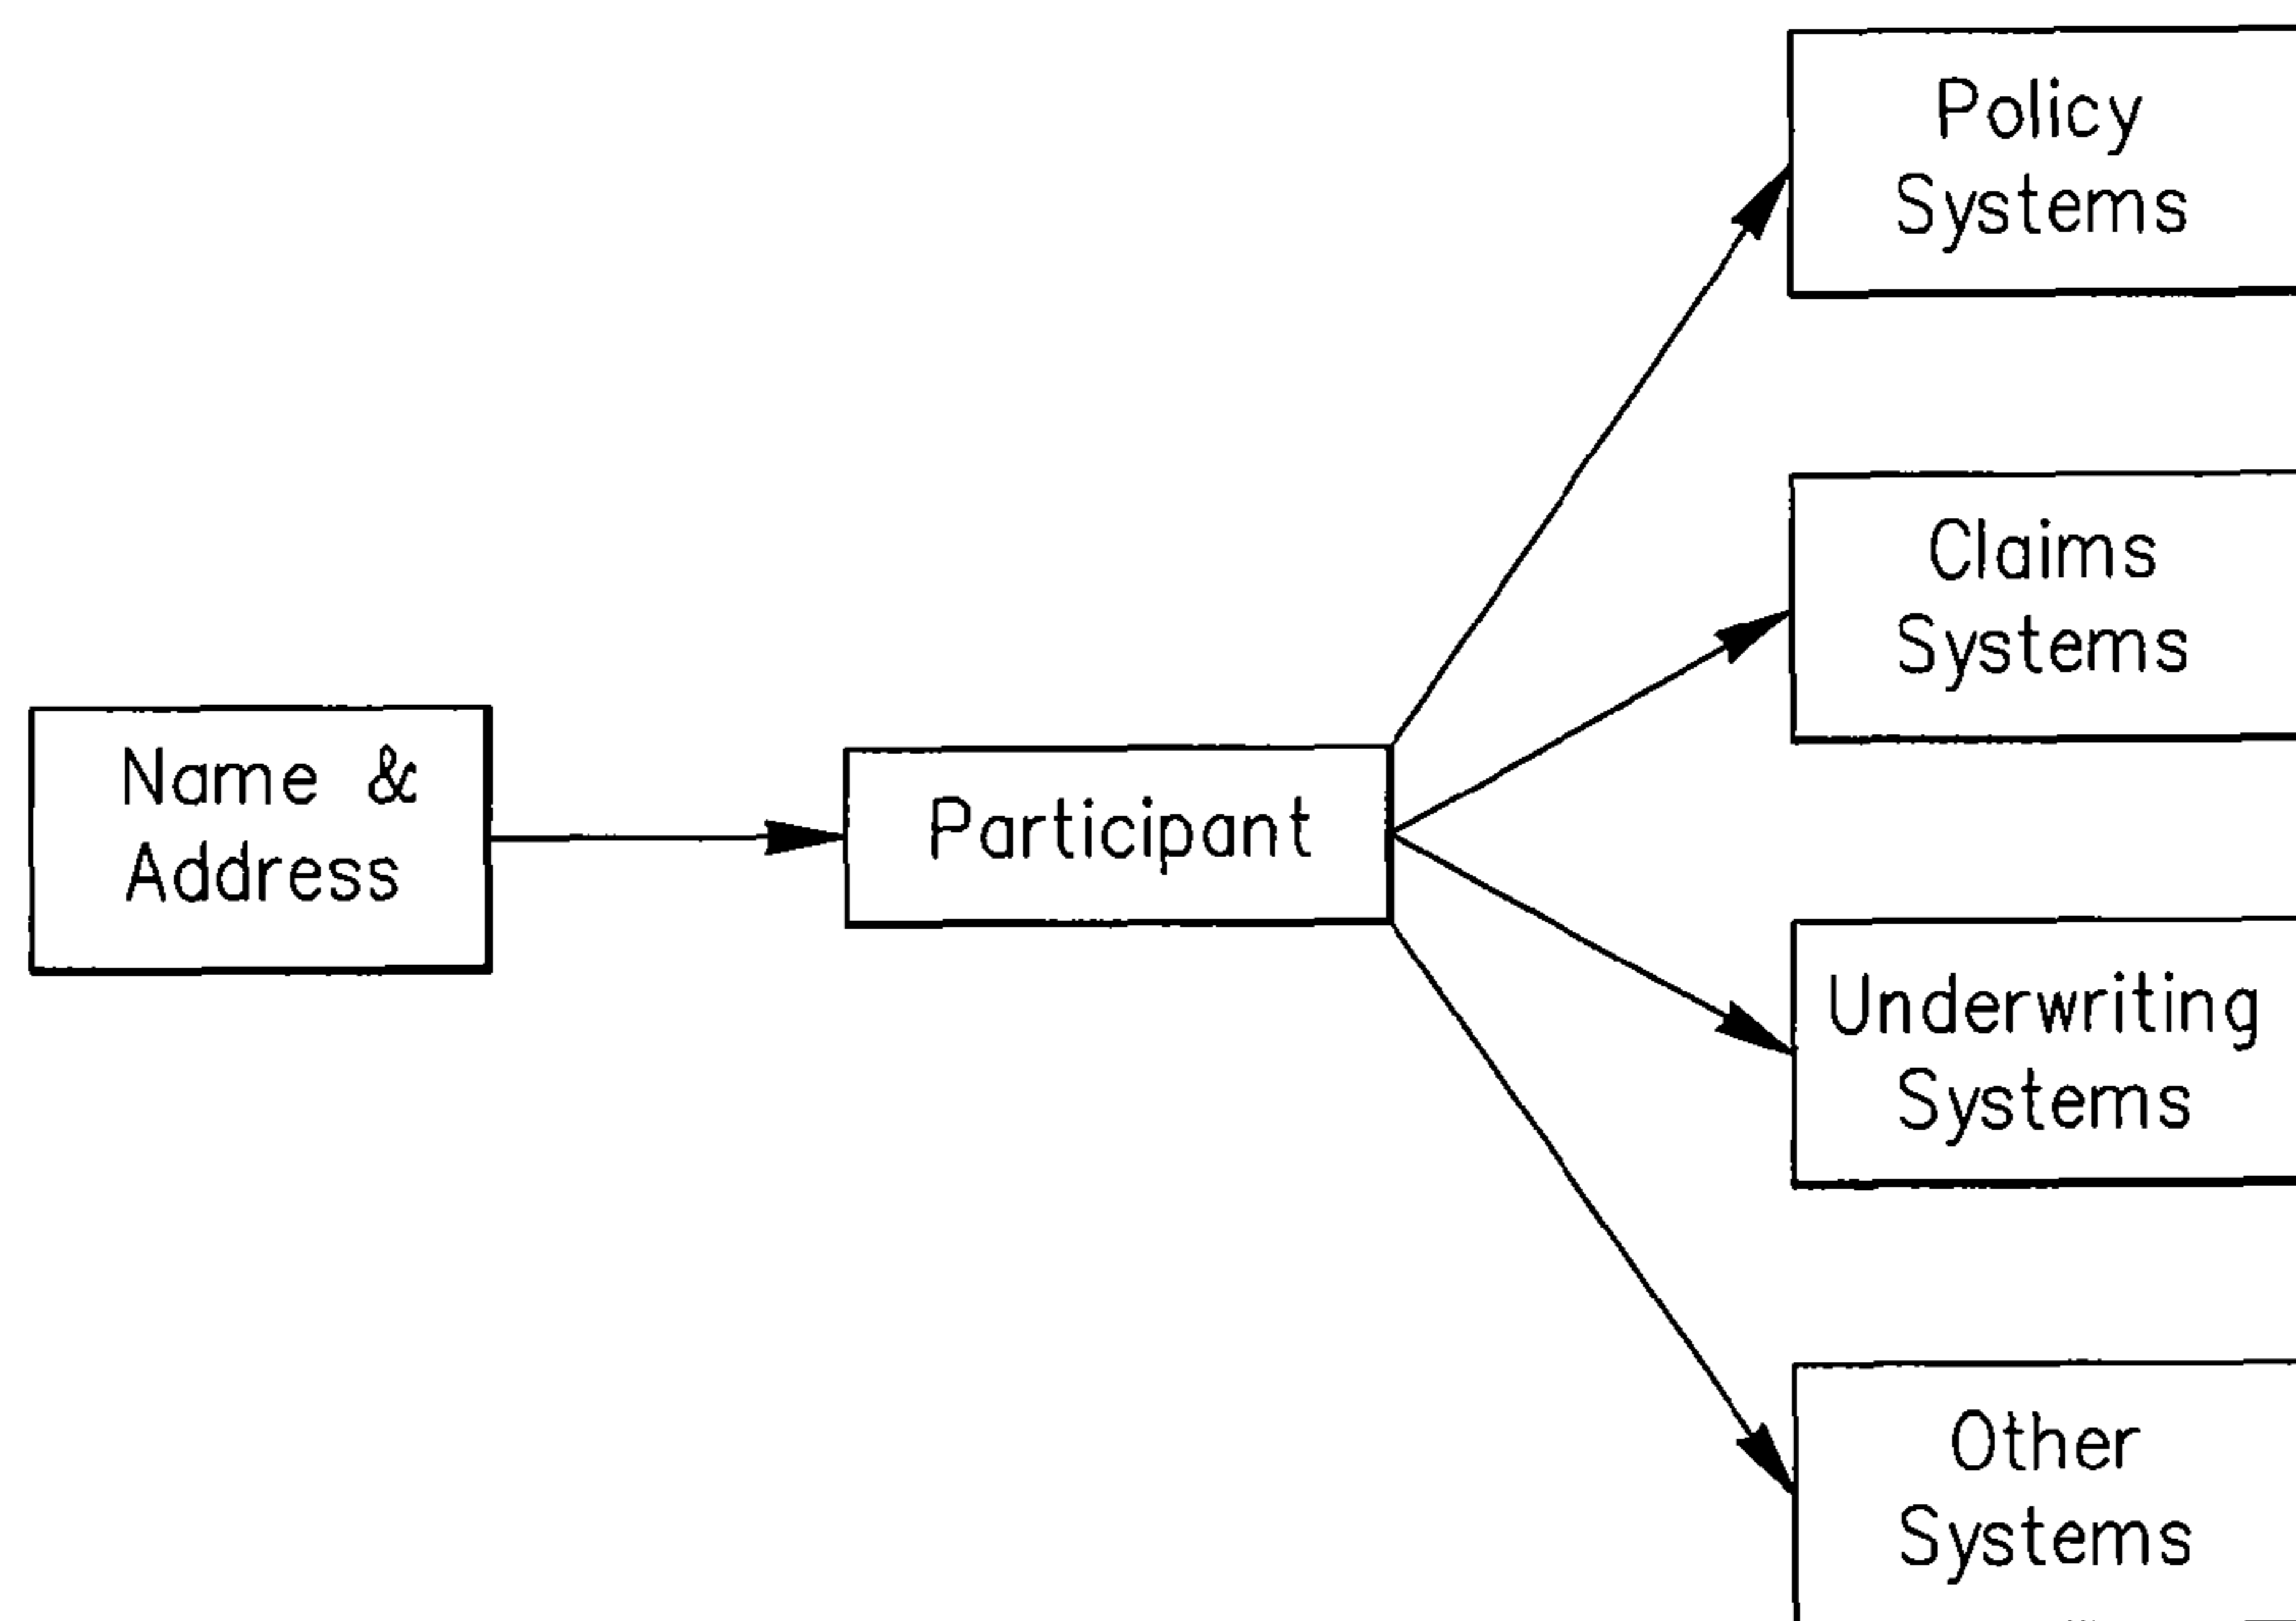 Policy
Systems
Claims
Systems
Name &
Address
Participant
Underwriting
Systems
Other
Systems